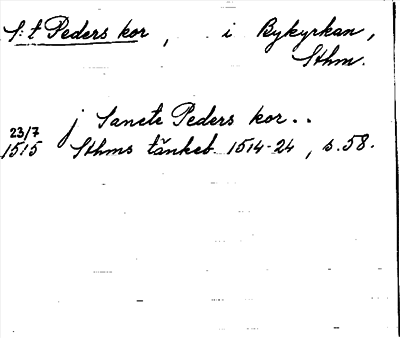 S:t Peders kor, i Bykyrkan,
Sthm.
j Sancte Peders kor..
23/7
1515 Sthms tänkeb. 1514-24, s.58.